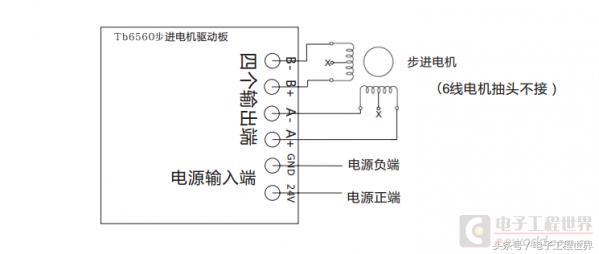 Tb6560步进电机驱动板
四个输出端
B-
B+
A-
A+
GND
24V
电源输入端
X
X
步进电机
（6线电机抽头不接）
电源负端
电源正端
电子工程世界
eeworld.com.cn
头条号 / 电子工程世界